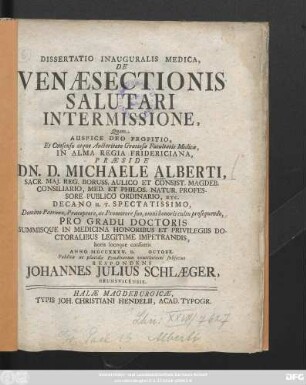 DISSERTATIO INAUGURALIS MEDICA,
DE
VENÆSECTIONIS
SALUTARI
INTERMISSIONE,
Quam,
AUSPICE DEO PROPITIO,
Et Consensu atque Auctoritate Gratiosæ Facultatis Medicæ,
IN ALMA REGIA FRIDERICIANA,
PRÆSIDE
DN. D. MICHAELE ALBERTI,
SACR. MAJ. REG. BORUSS. AULICO ET CONSIST. MAGDEB.
CONSILIARIO, MED. ET PHILOS. NATUR. PROFES-
SORE PUBLICO ORDINARIO, ETC.
DECANO H. T. SPECTATISSIMO,
PRO GRADU DOCTORIS
SUMMISQUE IN MEDICINA HONORIBUS ET PRIVILEGIIS DO-
CTORALIBUS LEGITIME IMPETRANDIS,
horis locoque consuetis
OCTOBR.
RESPONDENS
JOHANNES JULIUS SCHLÆGER,
BRUNSVICENSIS.
HALÆ MAGDEBURGICÆ,
TYPIS JOH. CHRISTIANI HENDELII, ACAD. TYPOGR.